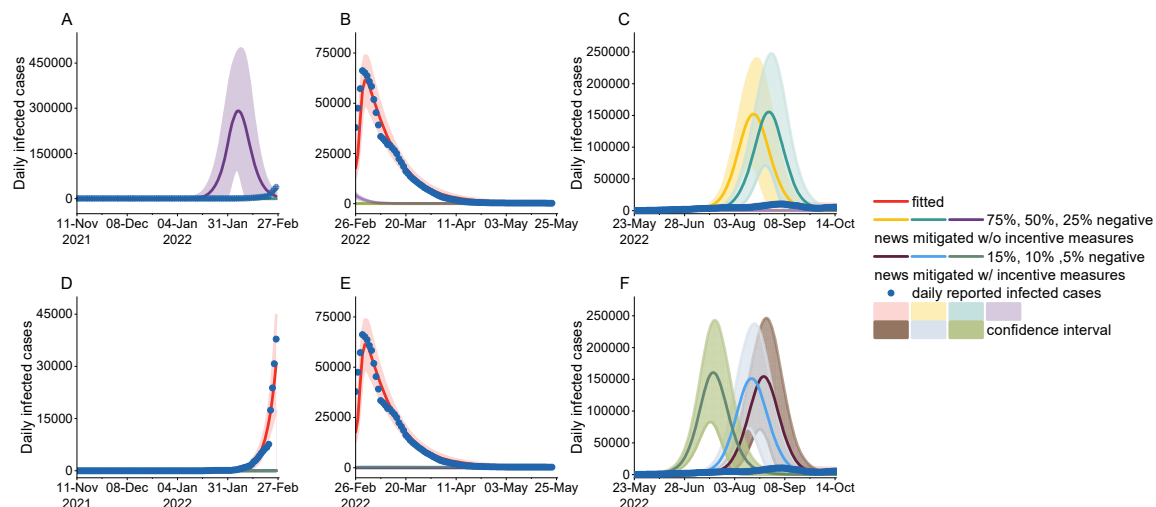 A
Daily infected cases
450000
300000
150000
0
11-Nov 08-Dec 04-Jan 31-Jan 27-Feb
2021 2022
B
75000
50000
25000
0
26-Feb 20-Mar 11-Apr 03-May 25-May
2022
C
Daily infected cases
250000
200000
150000
100000
50000
0
23-May 28-Jun 03-Aug 08-Sep 14-Oct
2022
D
Daily infected cases
45000
30000
15000
0
11-Nov 08-Dec 04-Jan 31-Jan 27-Feb
2021 2022
E
75000
50000
25000
0
26-Feb 20-Mar 11-Apr 03-May 25-May
2022
F
Daily infected cases
250000
200000
150000
100000
50000
0
23-May 28-Jun 03-Aug 08-Sep 14-Oct
2022
fitted
75%, 50%, 25% negative
news mitigated w/o incentive measures
15%, 10% ,5% negative
news mitigated w/ incentive measures
daily reported infected cases
confidence interval